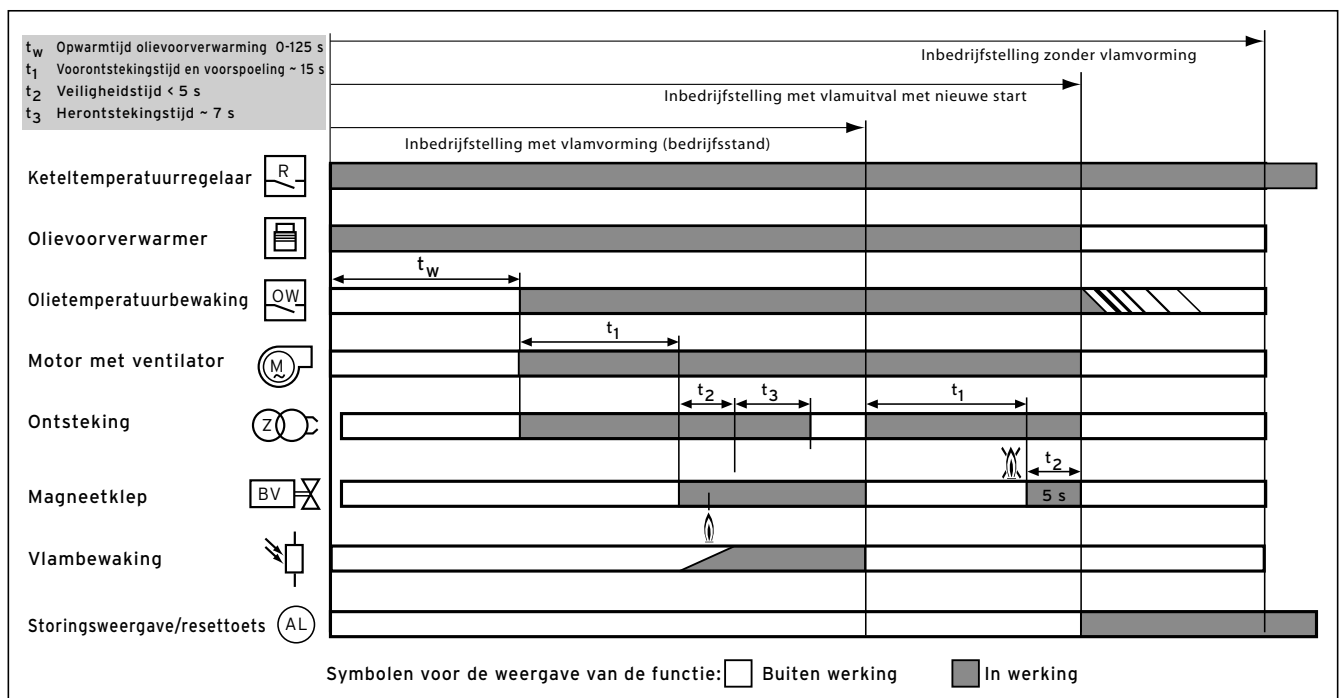 tw Opwarmtijd olievoorverwarming 0-125 s
t1 Voorontstekingstijd en voorspoeling ~ 15 s
t2 Veiligheidstijd < 5 s
t3 Herontstekingstijd ~ 7 s
Inbedrijfstelling zonder vlamvorming
Inbedrijfstelling met vlamuitval met nieuwe start
Inbedrijfstelling met vlamvorming (bedrijfsstand)
Keteltemperatuurregelaar R
Olievoorverwarmer
tw
Olietemperatuurbewaking OW
t1
Motor met ventilator M ~
t2 t3 t1
Ontsteking Z
t2
Magneetklep BV 5 s
Vlambewaking
Storingsweergave/resettoets AL
Symbolen voor de weergave van de functie: Buiten werking In werking